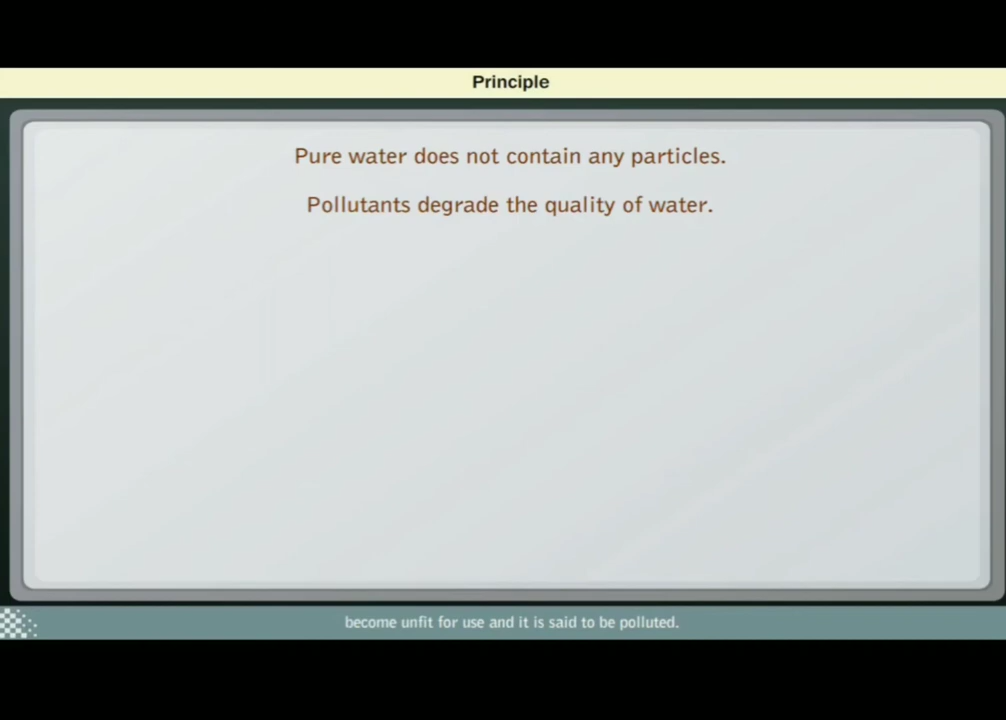 Principle
Pure water does not contain any particles.
Pollutants degrade the quality of water.
become unfit for use and it is said to be polluted.